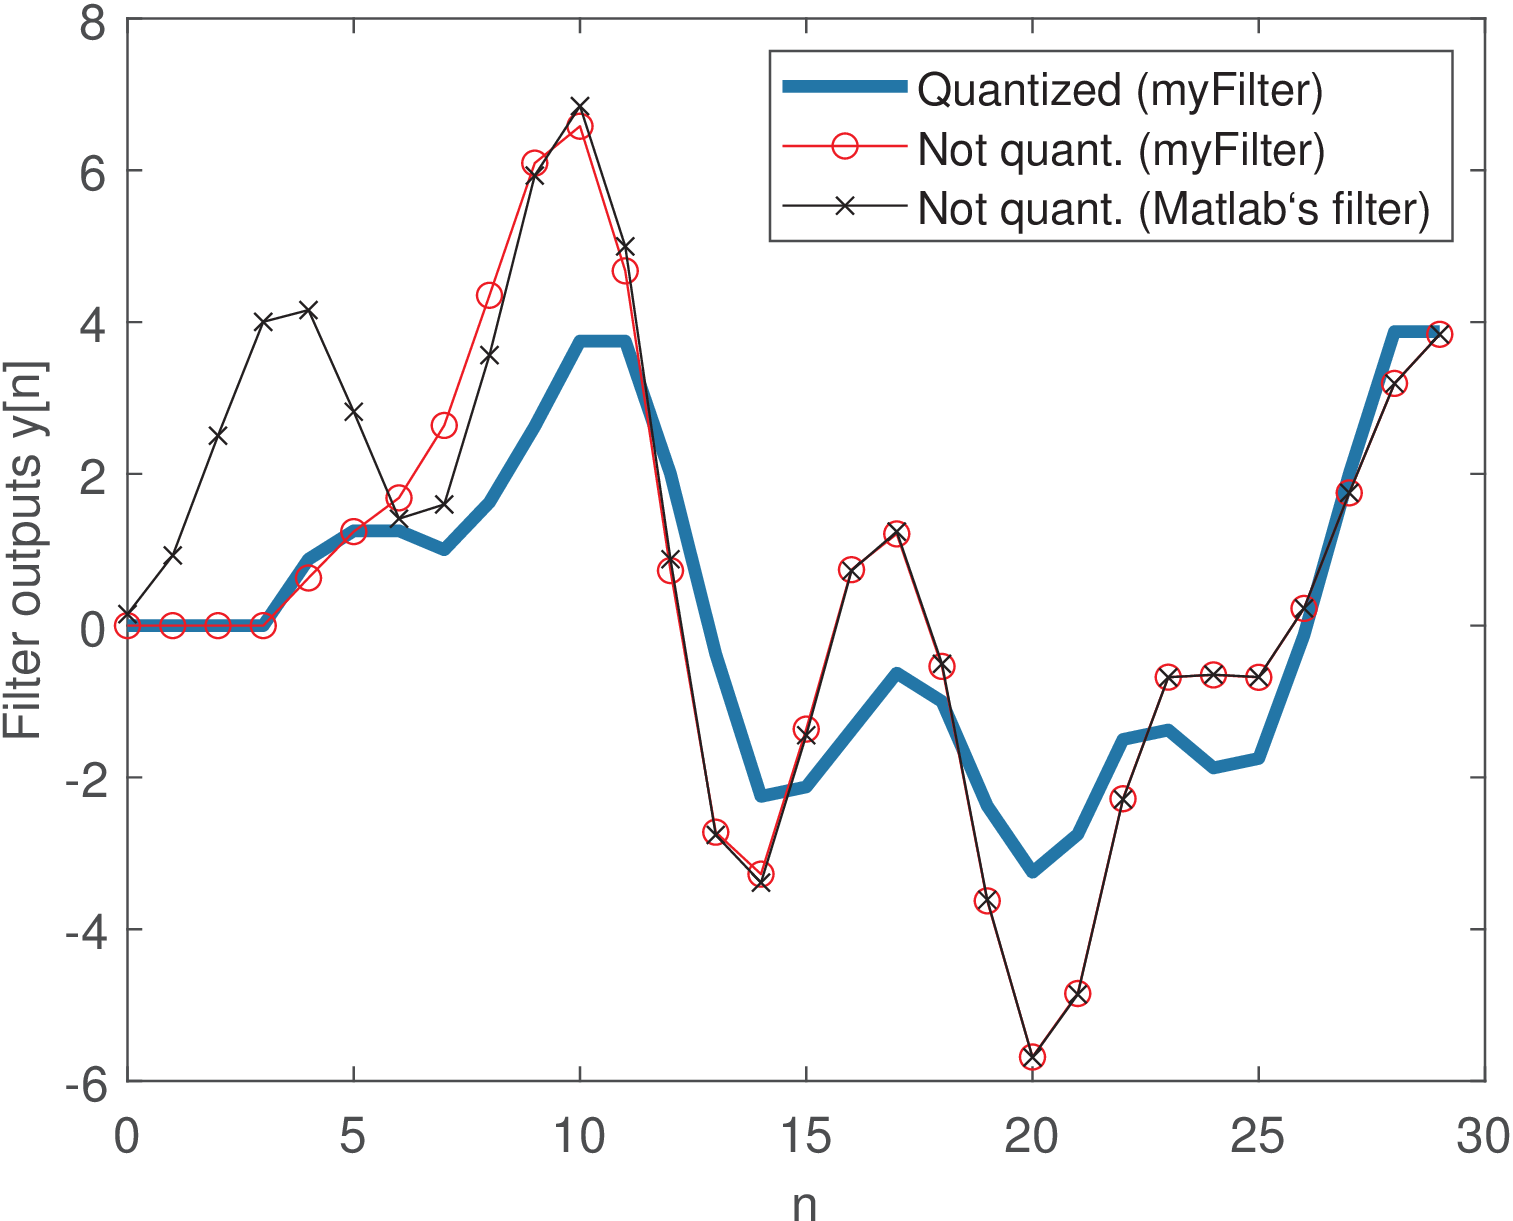 8
6
4
2
0
-2
-4
-6
Filter outputs y[n]
Quantized (myFilter)
Not quant. (myFilter)
Not quant. (Matlab‘s filter)
0 5 10 15 20 25 30
n